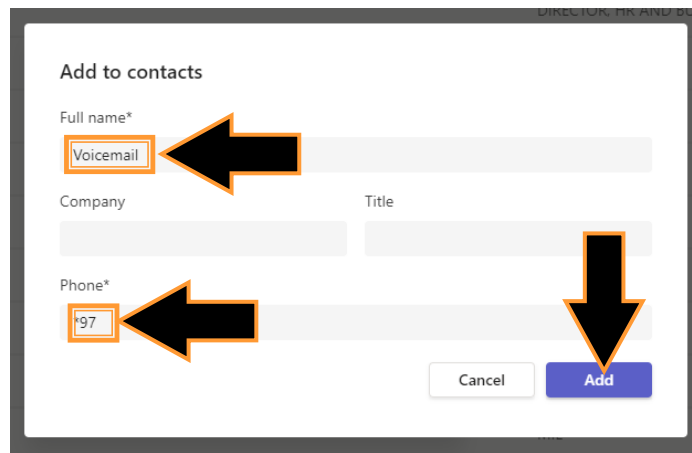 DIRECTOR, HR AND BU
Add to contacts
Full name*
Voicemail
Company Title
Phone*
*97
Cancel Add